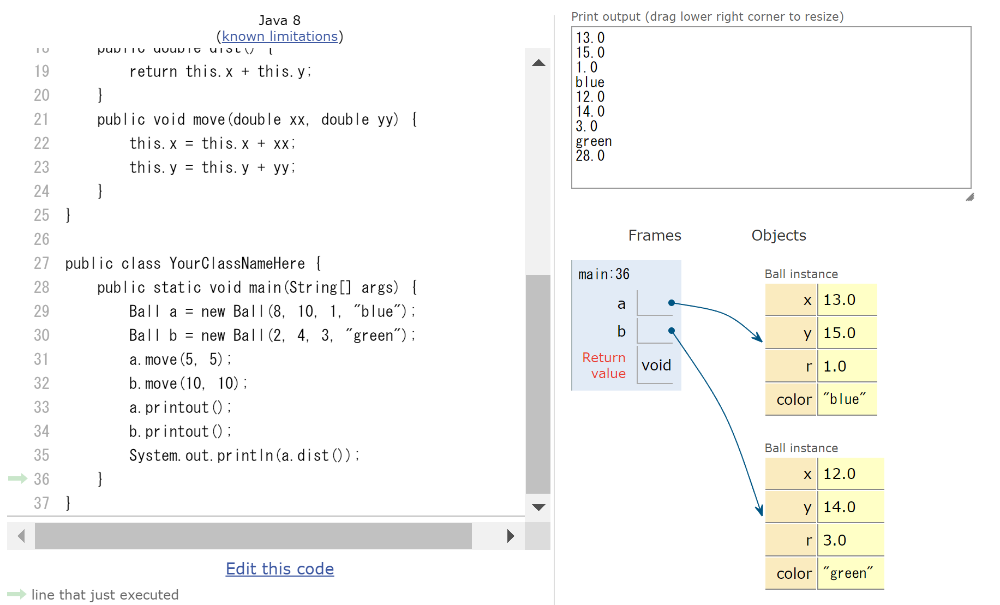 Java 8
(known limitations)
18 public double dist() {
19 return this.x + this.y;
20 }
21 public void move(double xx, double yy) {
22 this.x = this.x + xx;
23 this.y = this.y + yy;
24 }
25 }
26
27 public class YourClassNameHere {
28 public static void main(String[] args) {
29 Ball a = new Ball(8, 10, 1, "blue");
30 Ball b = new Ball(2, 4, 3, "green");
31 a.move(5, 5);
32 b.move(10, 10);
33 a.printout();
34 b.printout();
35 System.out.println(a.dist());
36 }
37 }
Edit this code
line that just executed
Print output (drag lower right corner to resize)
13.0
15.0
1.0
blue
12.0
14.0
3.0
green
28.0
Frames
Objects
main:36
a
b
Return
value
void
Ball instance
x 13.0
y 15.0
r 1.0
color "blue"
Ball instance
x 12.0
y 14.0
r 3.0
color "green"